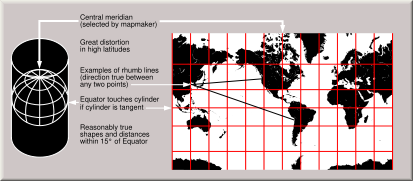 Central meridian
(selected by mapmaker)
Great distortion
in high latitudes
Examples of rhumb lines
(direction true between
any two points)
Equator touches cylinder
if cylinder is tangent
Reasonably true
shapes and distances
within 15° of Equator